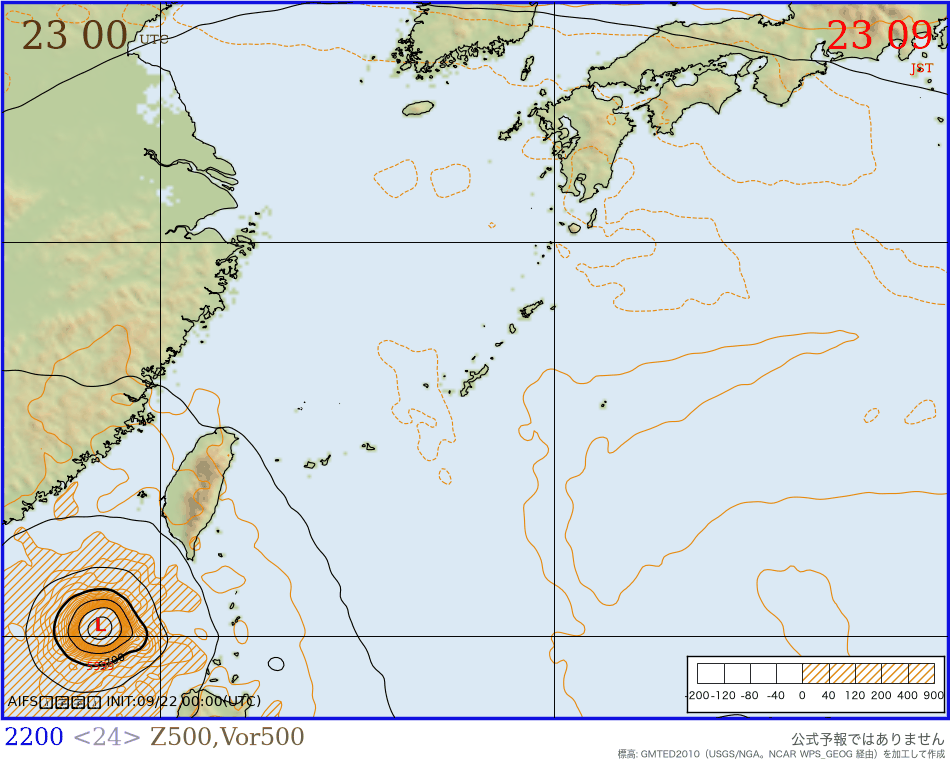 23 00 UTC
23 09
JST
L
5700
-200 -120 -80 -40 0 40 120 200 400 900
AIFS INIT:09/22 00:00(UTC)
2200 <24> Z500,Vor500
公式予報ではありません
標高: GMTED2010（USGS/NGA。NCAR WPS_GEOG 経由）を加工して作成